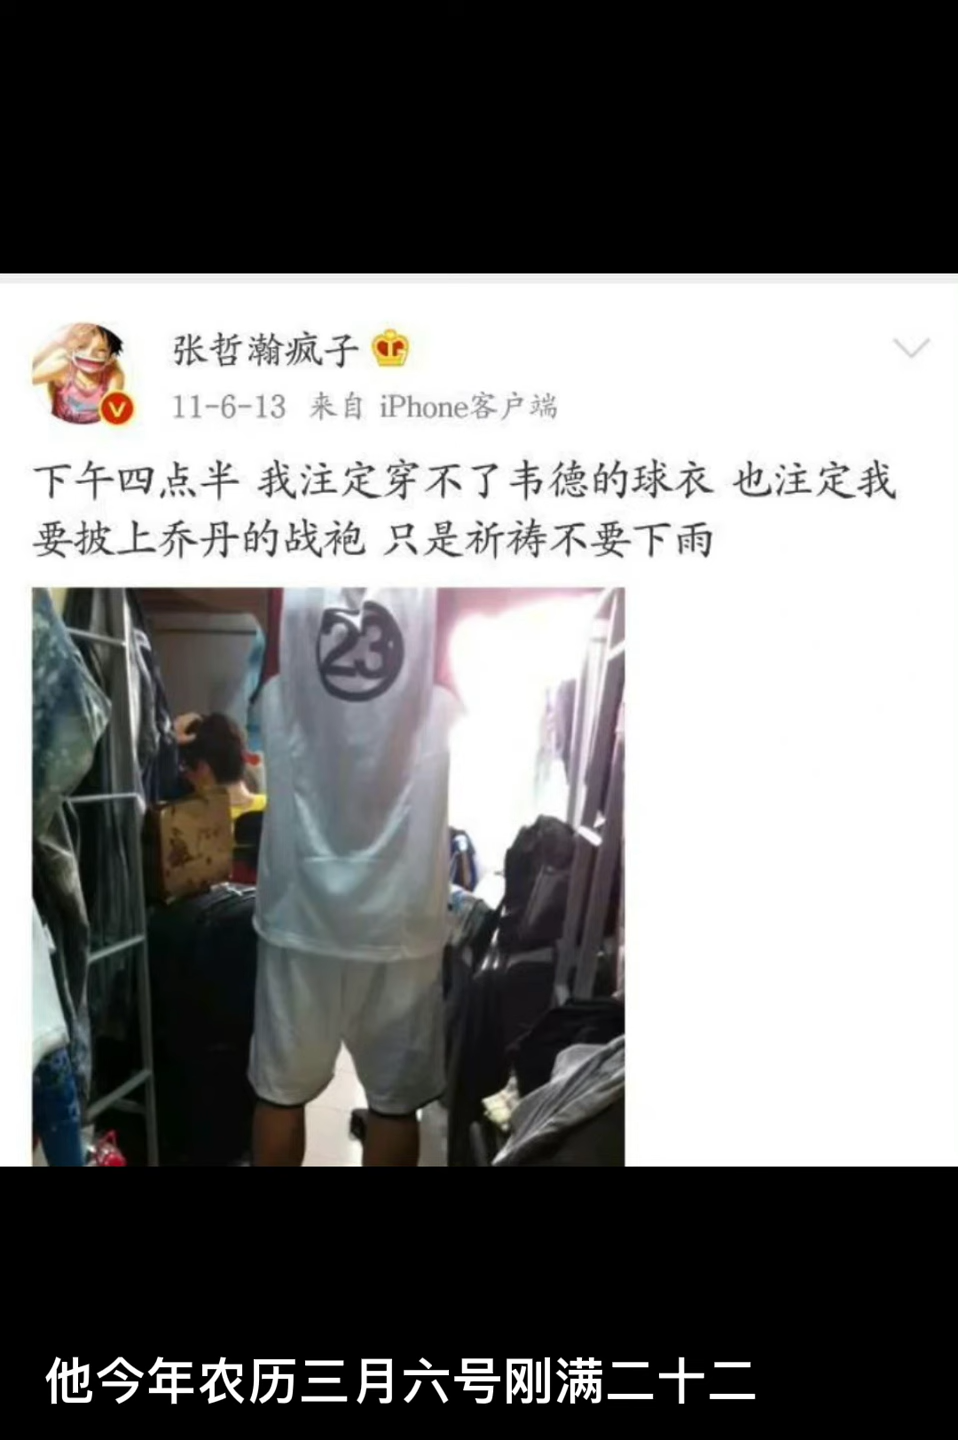 张哲瀚疯子
11-6-13 来自 iPhone客户端
下午四点半 我注定穿不了韦德的球衣 也注定我
要披上乔丹的战袍 只是祈祷不要下雨
23
他今年农历三月六号刚满二十二